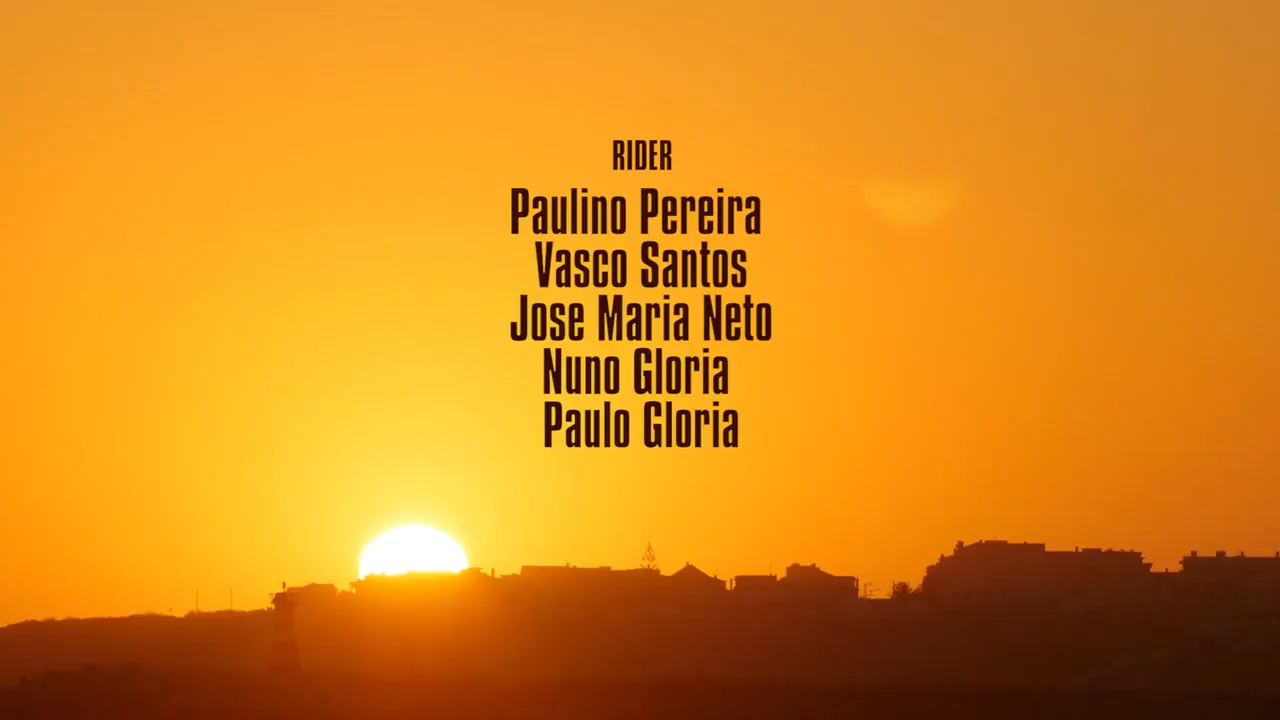 RIDER
Paulino Pereira
Vasco Santos
Jose Maria Neto
Nuno Gloria
Paulo Gloria